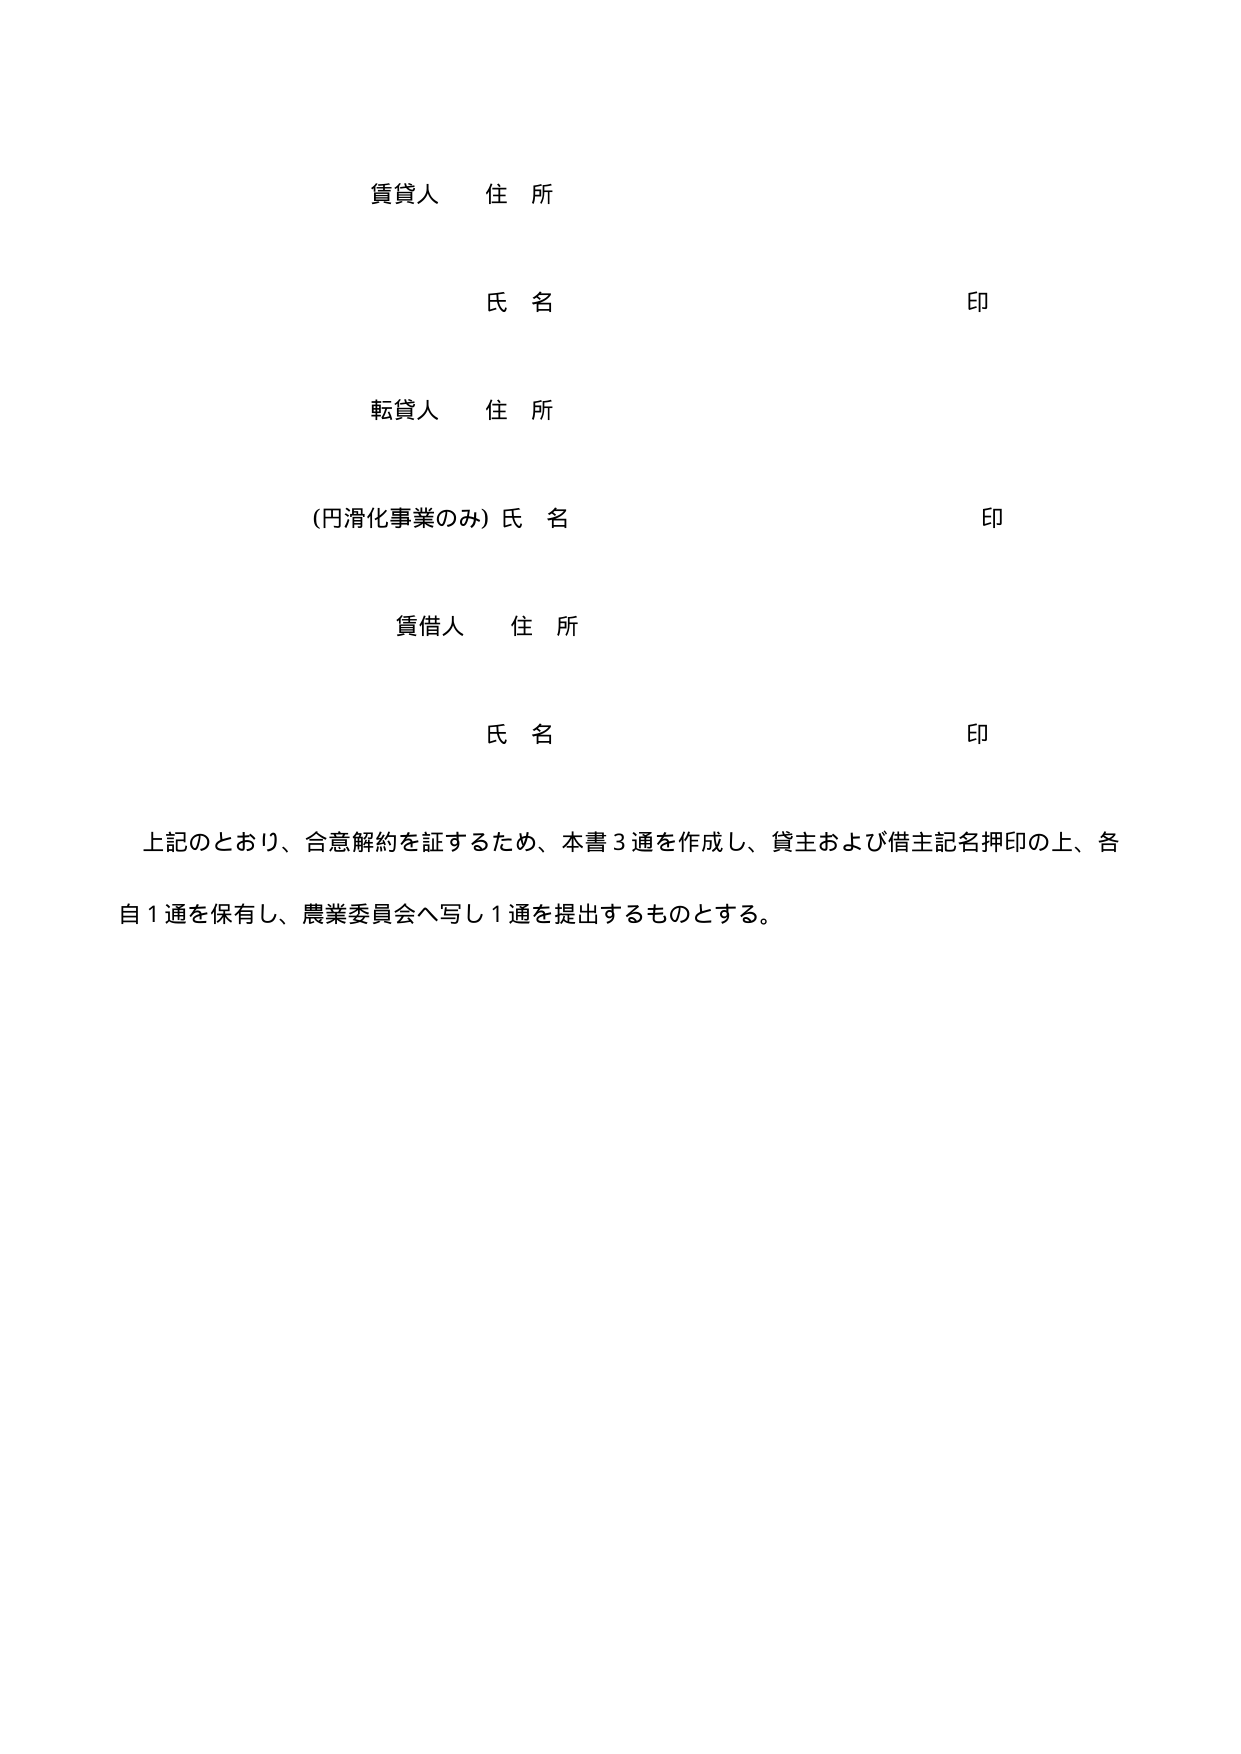 賃貸人　　住　所
氏　名　　　　　　　　　　　　　　　　　　印
転貸人　　住　所
(円滑化事業のみ) 氏　名　　　　　　　　　　　　　　　　　　印
賃借人　　住　所
氏　名　　　　　　　　　　　　　　　　　　印
上記のとおり、合意解約を証するため、本書３通を作成し、貸主および借主記名押印の上、各
自１通を保有し、農業委員会へ写し１通を提出するものとする。